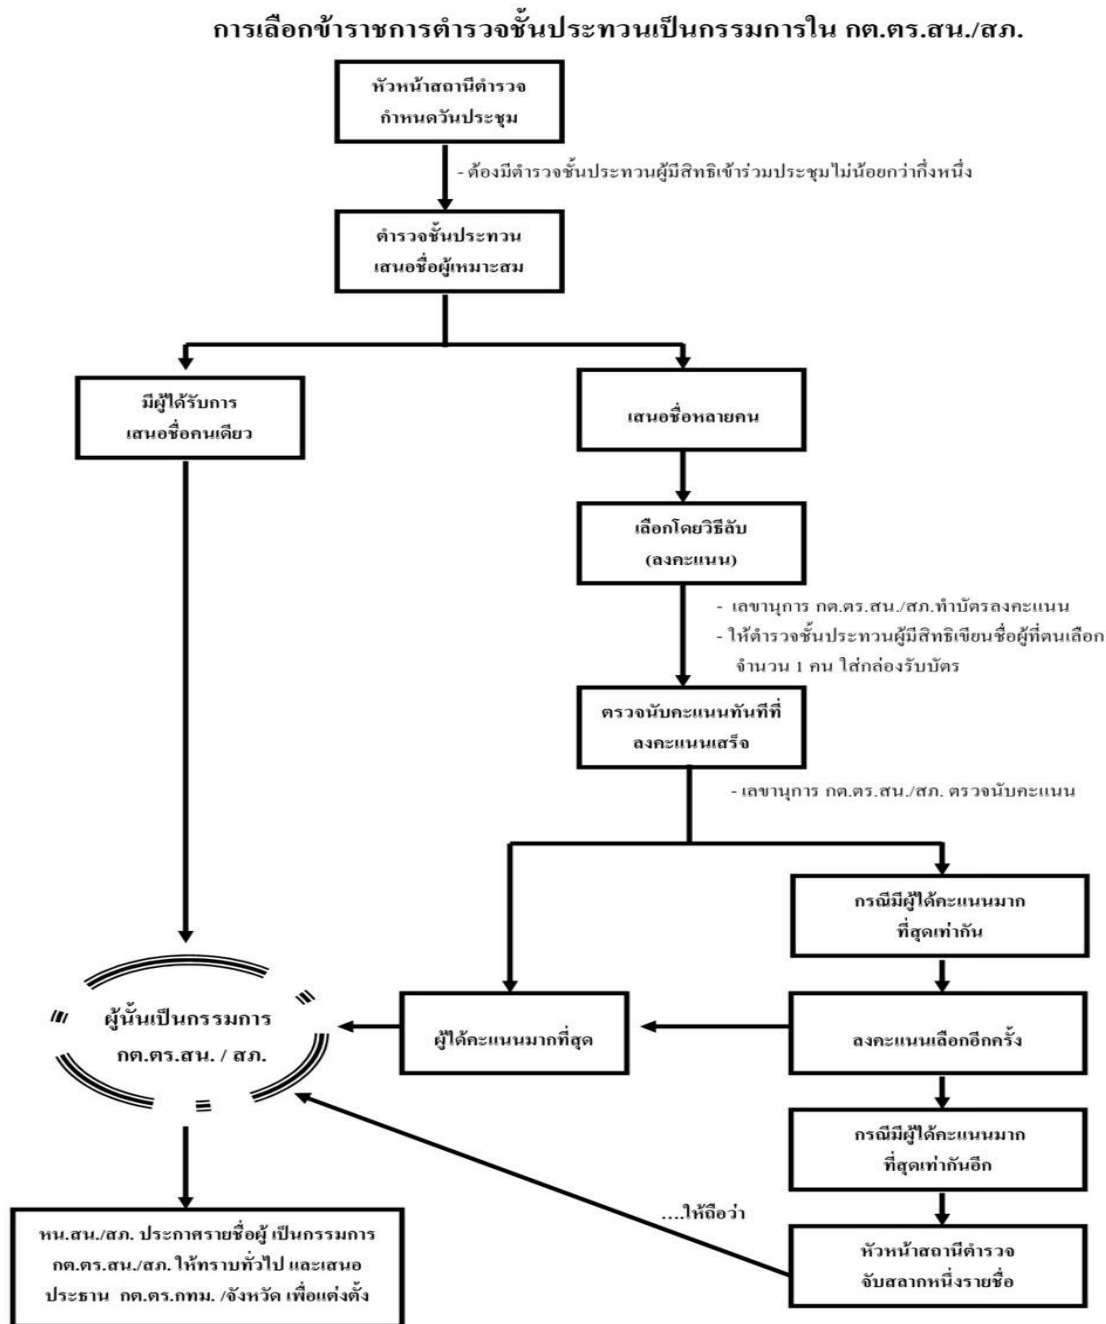 การเลือกข้าราชการตำรวจชั้นประทวนเป็นกรรมการใน กต.ตร.สน./สภ.
หัวหน้าสถานีตำรวจ
กำหนดวันประชุม
- ต้องมีตำรวจชั้นประทวนผู้มีสิทธิเข้าร่วมประชุมไม่น้อยกว่ากึ่งหนึ่ง
ตำรวจชั้นประทวน
เสนอชื่อผู้เหมาะสม
มีผู้ได้รับการ
เสนอชื่อคนเดียว
เสนอชื่อหลายคน
เลือกโดยวิธีลับ
(ลงคะแนน)
- เลขานุการ กต.ตร.สน./สภ.ทำบัตรลงคะแนน
- ให้ตำรวจชั้นประทวนผู้มีสิทธิเขียนชื่อผู้ที่ตนเลือก
จำนวน 1 คน ใส่กล่องรับบัตร
ตรวจนับคะแนนทันทีที่
ลงคะแนนเสร็จ
- เลขานุการ กต.ตร.สน./สภ. ตรวจนับคะแนน
กรณีมีผู้ได้คะแนนมาก
ที่สุดเท่ากัน
ผู้นั้นเป็นกรรมการ
กต.ตร.สน. / สภ.
ผู้ได้คะแนนมากที่สุด
ลงคะแนนเลือกอีกครั้ง
กรณีมีผู้ได้คะแนนมาก
ที่สุดเท่ากันอีก
....ให้ถือว่า
หัวหน้าสถานีตำรวจ
จับสลากหนึ่งรายชื่อ
หน.สน./สภ. ประกาศรายชื่อผู้ เป็นกรรมการ
กต.ตร.สน./สภ. ให้ทราบทั่วไป และเสนอ
ประธาน กต.ตร.กทม. /จังหวัด เพื่อแต่งตั้ง